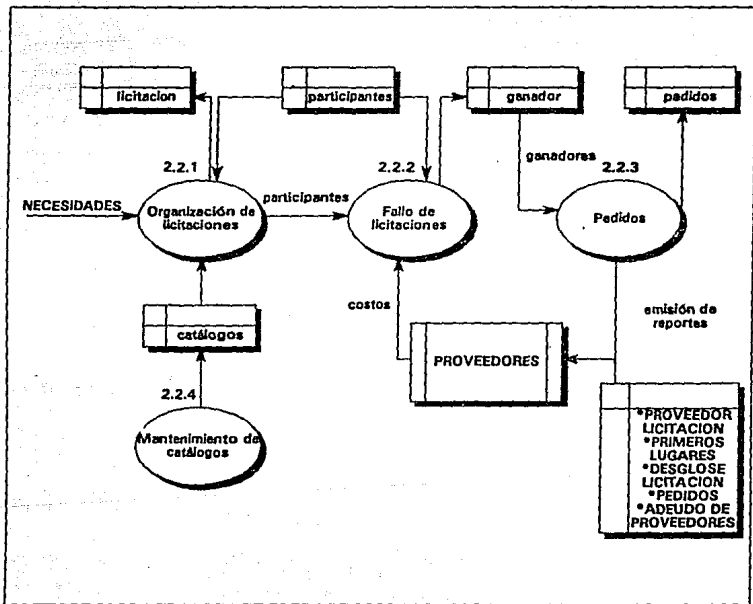 licitacion
participantes
ganador
padidos
2.2.1
2.2.2
ganadores
2.2.3
NECESIDADES
Organización de
licitaciones
participantes
Fallo de
licitaciones
Pedidos
costos
emisión de
reportes
catálogos
PROVEEDORES
2.2.4
Mantenimiento de
catálogos
*PROVEEDOR
LICITACION
*PRIMEROS
LUGARES
*DESGLOSE
LICITACION
*PEDIDOS
*ADEUDO DE
PROVEEDORES